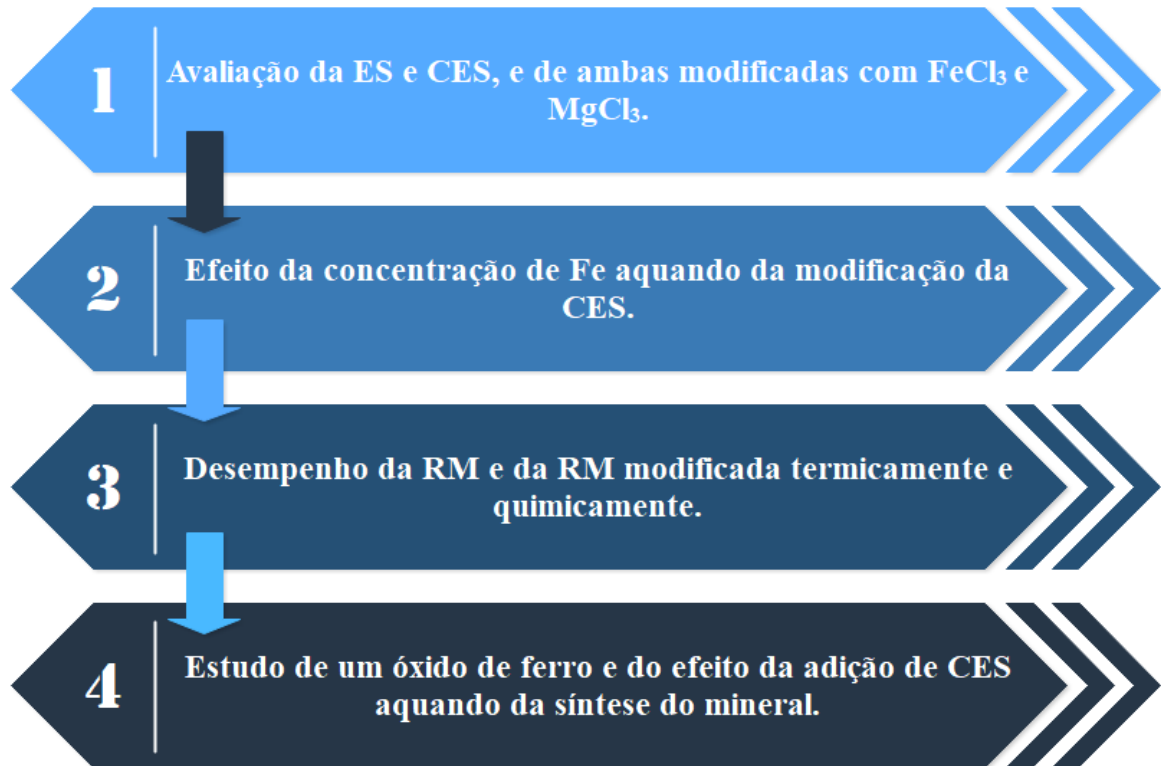 1
Avaliação da ES e CES, e de ambas modificadas com FeCl₃ e
MgCl₃.
2
Efeito da concentração de Fe aquando da modificação da
CES.
3
Desempenho da RM e da RM modificada termicamente e
quimicamente.
4
Estudo de um óxido de ferro e do efeito da adição de CES
aquando da síntese do mineral.